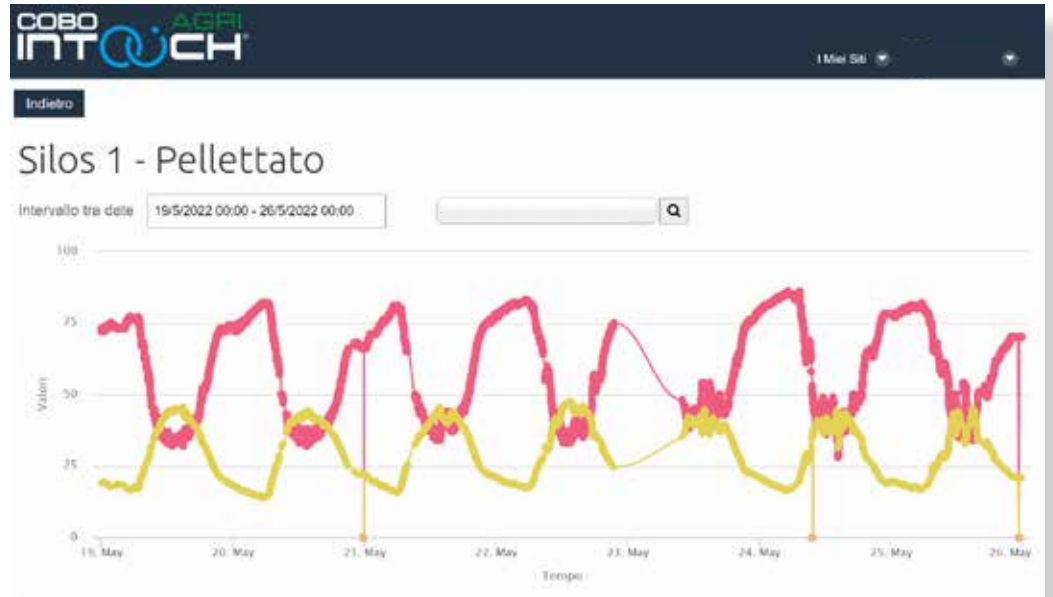 COBO AGRI
INTOUCH
I Miei Siti
Indietro
Silos 1 - Pellettato
Intervallo tra date 19/5/2022 00:00 - 26/5/2022 00:00
100
75
50
25
0
Valori
19. May 20. May 21. May 22. May 23. May 24. May 25. May 26. May
Tempo